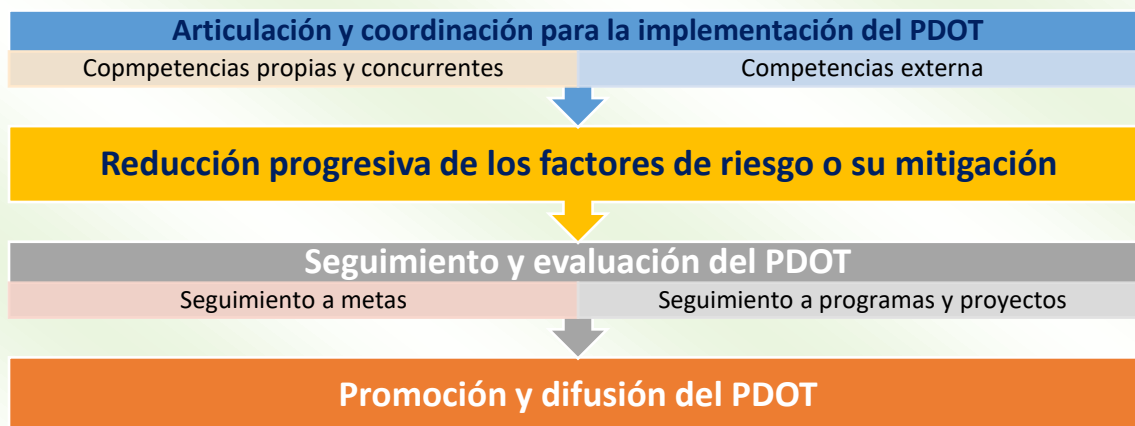 Articulación y coordinación para la implementación del PDOT
Copmpetencias propias y concurrentes
Competencias externa
Reducción progresiva de los factores de riesgo o su mitigación
Seguimiento y evaluación del PDOT
Seguimiento a metas
Seguimiento a programas y proyectos
Promoción y difusión del PDOT